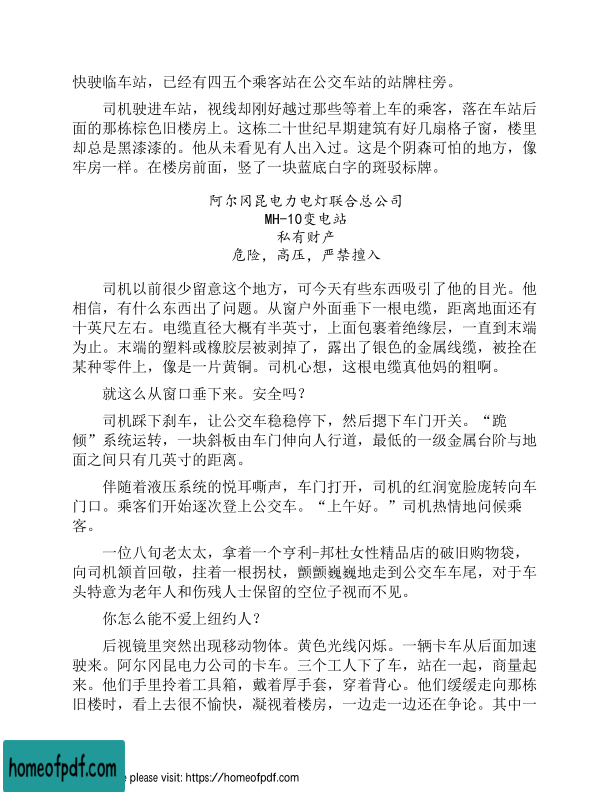 快驶临车站，已经有四五个乘客站在公交车站的站牌柱旁。
司机驶进车站，视线却刚好越过那些等着上车的乘客，落在车站后
面的那栋棕色旧楼房上。这栋二十世纪早期建筑有好几扇格子窗，楼里
却总是黑漆漆的。他从未看见有人出入过。这是个阴森可怕的地方，像
牢房一样。在楼房前面，竖了一块蓝底白字的斑驳标牌。
阿尔冈昆电力电灯联合总公司
MH-10变电站
私有财产
危险，高压，严禁擅入
司机以前很少留意这个地方，可今天有些东西吸引了他的目光。他
相信，有什么东西出了问题。从窗户外面垂下一根电缆，距离地面还有
十英尺左右。电缆直径大概有半英寸，上面包裹着绝缘层，一直到末端
为止。末端的塑料或橡胶层被剥掉了，露出了银色的金属线缆，被拴在
某种零件上，像是一片黄铜。司机心想，这根电缆真他妈的粗啊。
就这么从窗口垂下来。安全吗？
司机踩下刹车，让公交车稳稳停下，然后摁下车门开关。“跪
倾”系统运转，一块斜板由车门伸向人行道，最低的一级金属台阶与地
面之间只有几英寸的距离。
伴随着液压系统的悦耳嘶声，车门打开，司机的红润宽脸庞转向车
门口。乘客们开始逐次登上公交车。“上午好。”司机热情地问候乘
客。
一位八旬老太太，拿着一个亨利-邦杜女性精品店的破旧购物袋，
向司机颔首回敬，拄着一根拐杖，颤颤巍巍地走到公交车车尾，对于车
头特意为老年人和伤残人士保留的空位子视而不见。
你怎么能不爱上纽约人？
后视镜里突然出现移动物体。黄色光线闪烁。一辆卡车从后面加速
驶来。阿尔冈昆电力公司的卡车。三个工人下了车，站在一起，商量起
来。他们手里拎着工具箱，戴着厚手套，穿着背心。他们缓缓走向那栋
旧楼时，看上去很不愉快，凝视着楼房，一边走一边还在争论。其中一
homeofpdf.com
e please visit: https://homeofpdf.com